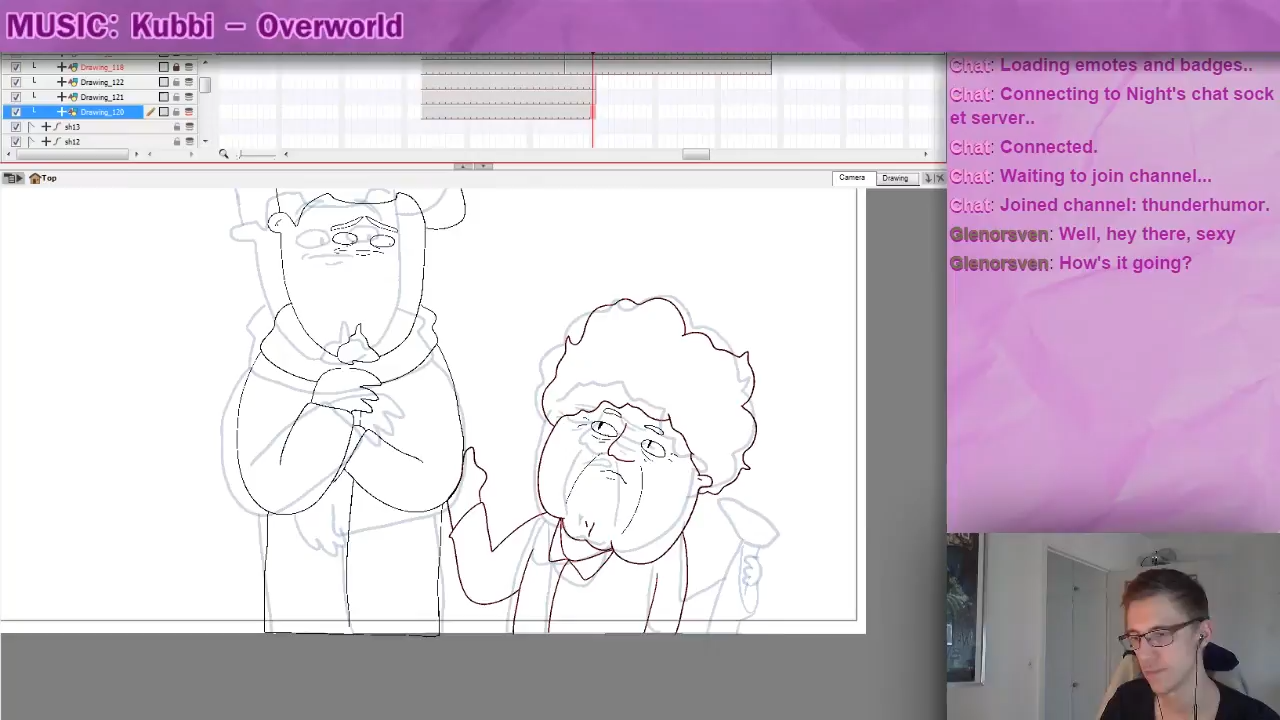 MUSIC: Kubbi – Overworld
Drawing_118
Drawing_122
Drawing_121
Drawing_120
sh13
sh12
Top
Camera
Drawing
Chat: Loading emotes and badges..
Chat: Connecting to Night's chat sock
et server..
Chat: Connected.
Chat: Waiting to join channel...
Chat: Joined channel: thunderhumor.
Glenorsven: Well, hey there, sexy
Glenorsven: How's it going?